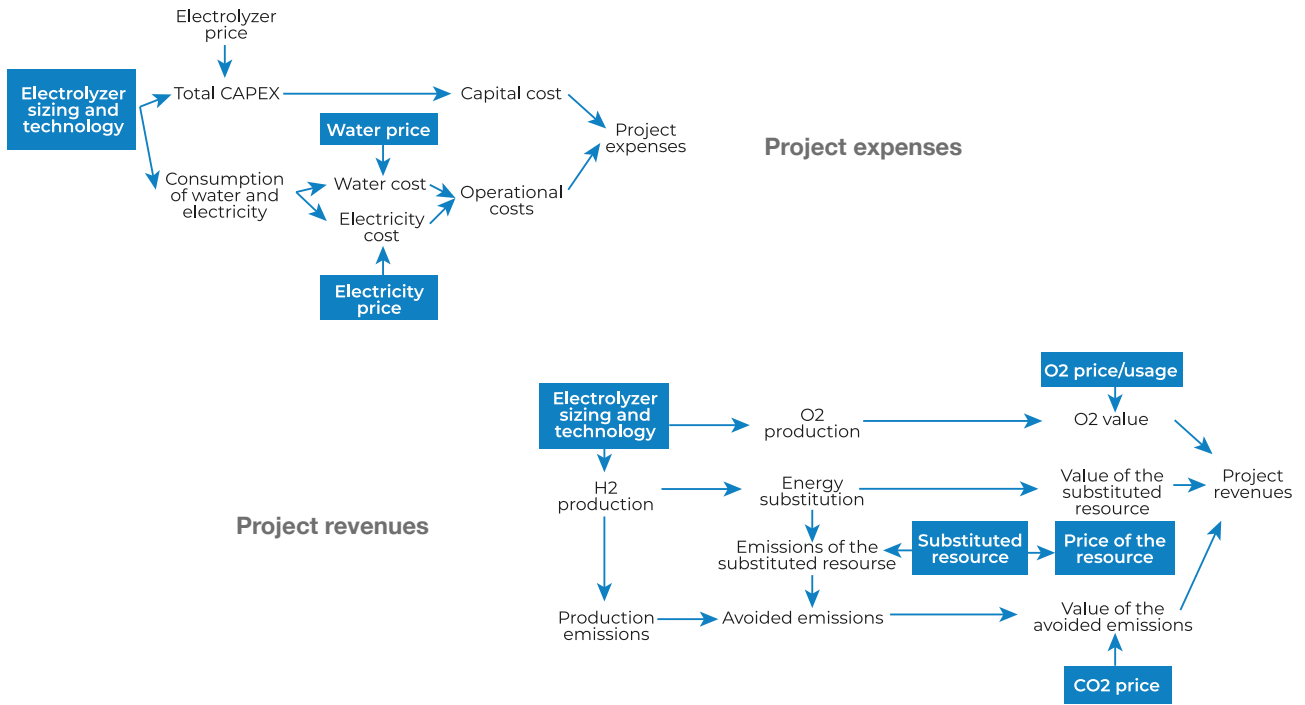 Electrolyzer
price
Electrolyzer
sizing and
technology
Total CAPEX
Capital cost
Water price
Project
expenses
Project expenses
Consumption
of water and
electricity
Water cost
Operational
costs
Electricity
cost
Electricity
price
O2 price/usage
Electrolyzer
sizing and
technology
O2
production
O2 value
H2
production
Energy
substitution
Value of the
substituted
resource
Project
revenues
Project revenues
Emissions of the
substituted resourse
Substituted
resource
Price of the
resource
Production
emissions
Avoided emissions
Value of the
avoided emissions
CO2 price